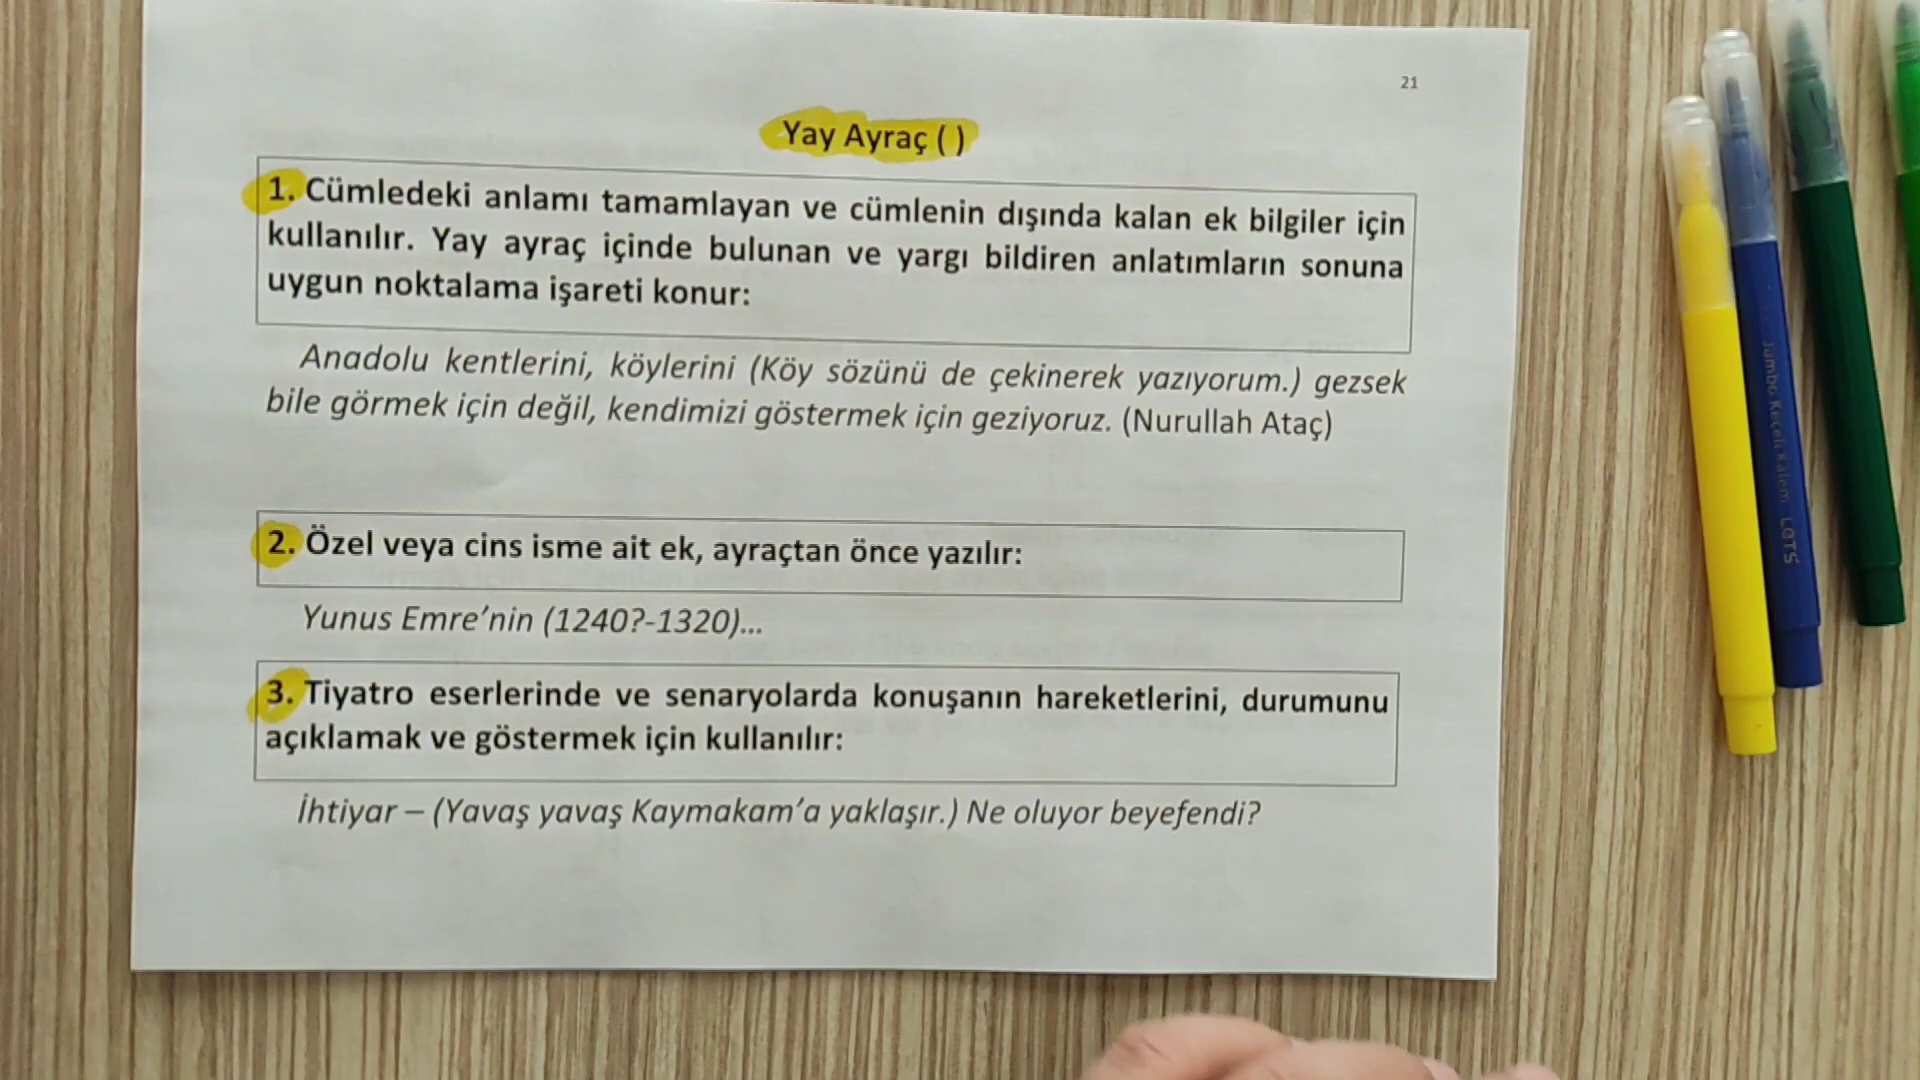 21
Yay Ayraç ( )
1. Cümledeki anlamı tamamlayan ve cümlenin dışında kalan ek bilgiler için
kullanılır. Yay ayraç içinde bulunan ve yargı bildiren anlatımların sonuna
uygun noktalama işareti konur:
Anadolu kentlerini, köylerini (Köy sözünü de çekinerek yazıyorum.) gezsek
bile görmek için değil, kendimizi göstermek için geziyoruz. (Nurullah Ataç)
2. Özel veya cins isme ait ek, ayraçtan önce yazılır:
Yunus Emre’nin (1240?-1320)...
3. Tiyatro eserlerinde ve senaryolarda konuşanın hareketlerini, durumunu
açıklamak ve göstermek için kullanılır:
İhtiyar – (Yavaş yavaş Kaymakam’a yaklaşır.) Ne oluyor beyefendi?
Jumbo Keçeli Kalem LGTS